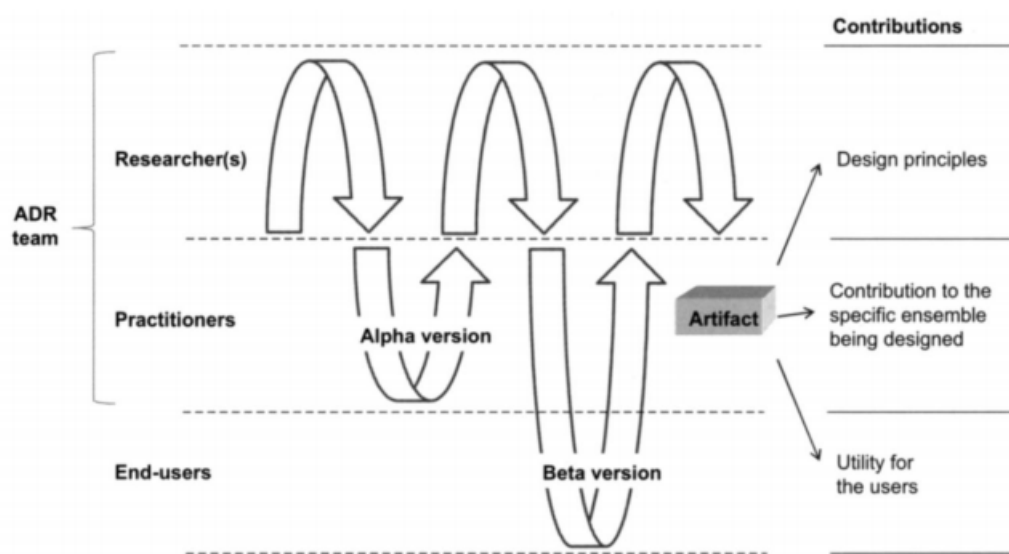 Contributions
Researcher(s)
Design principles
ADR
team
Practitioners
Alpha version
Artifact
Contribution to the
specific ensemble
being designed
End-users
Beta version
Utility for
the users